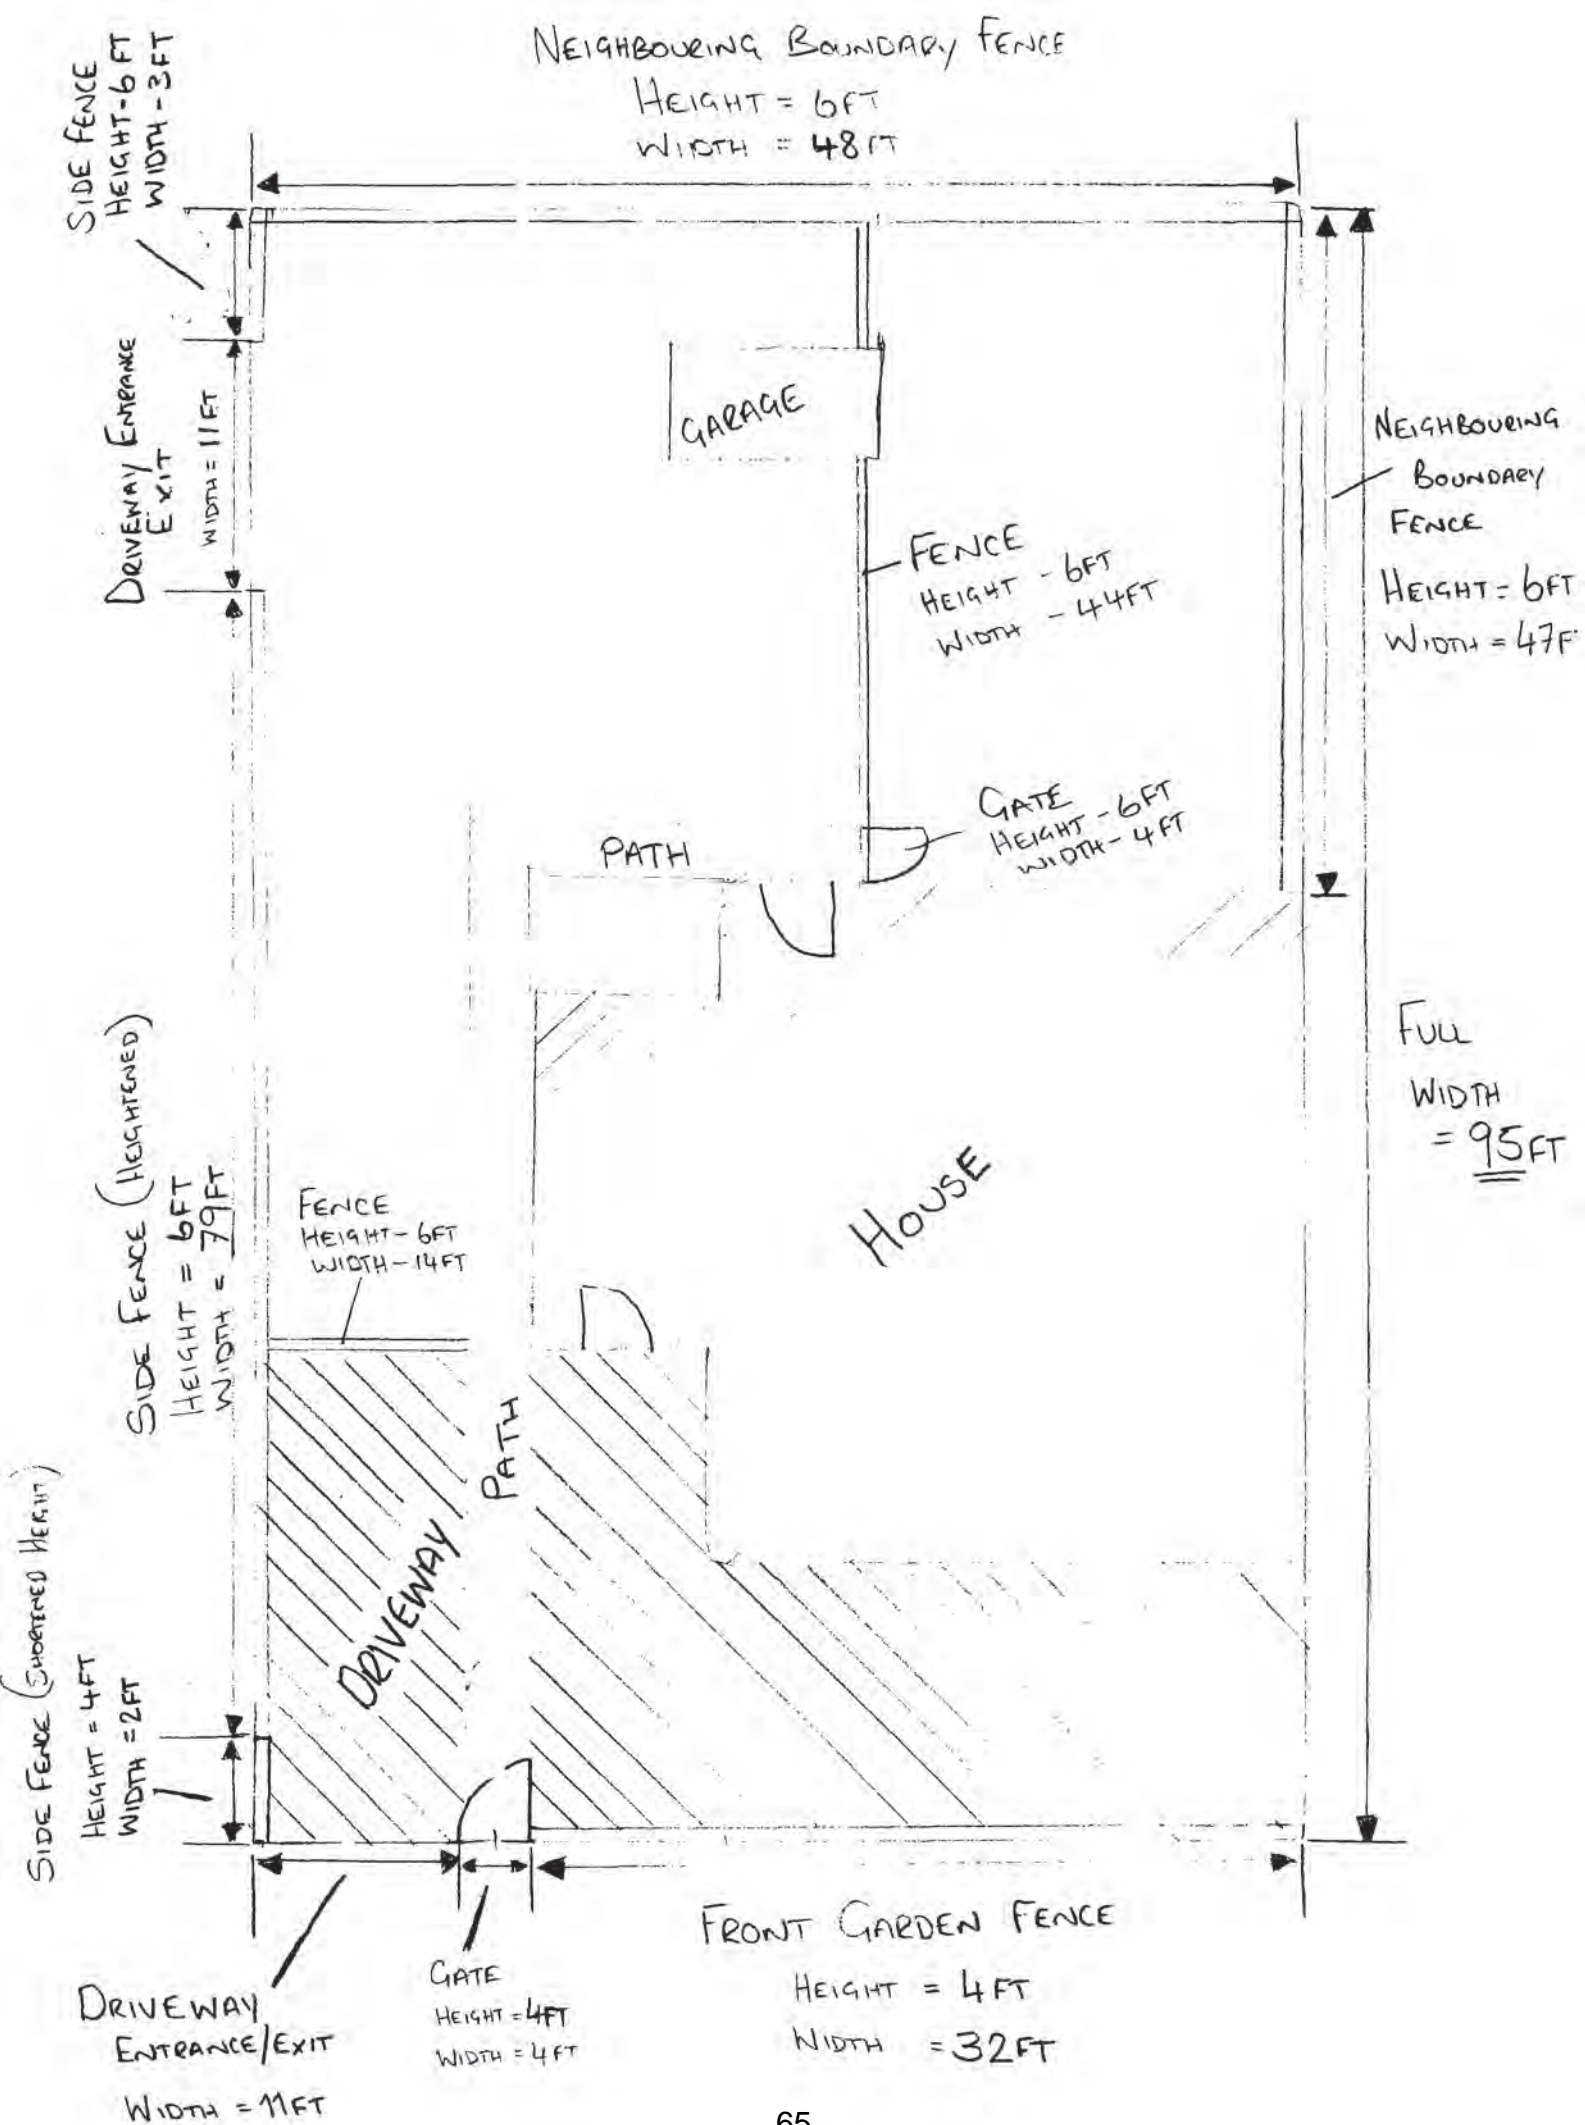 NEIGHBOURING BOUNDARY FENCE
HEIGHT = 6FT
WIDTH = 48FT
SIDE FENCE
HEIGHT-6FT
WIDTH-3FT
DRIVEWAY ENTRANCE
EXIT
WIDTH = 11FT
GARAGE
FENCE
HEIGHT - 6FT
WIDTH - 44FT
NEIGHBOURING
BOUNDARY
FENCE
HEIGHT = 6FT
WIDTH = 47F
GATE
HEIGHT - 6FT
WIDTH - 4FT
PATH
FULL
WIDTH
= 95FT
SIDE FENCE (HEIGHTENED)
HEIGHT = 6FT
WIDTH = 79FT
FENCE
HEIGHT - 6FT
WIDTH - 14FT
HOUSE
PATH
DRIVEWAY
SIDE FENCE (SHORTENED HEIGHT)
HEIGHT = 4FT
WIDTH = 2FT
DRIVEWAY
ENTRANCE/EXIT
WIDTH = 11FT
GATE
HEIGHT = 4FT
WIDTH = 4FT
FRONT GARDEN FENCE
HEIGHT = 4FT
WIDTH = 32FT
65